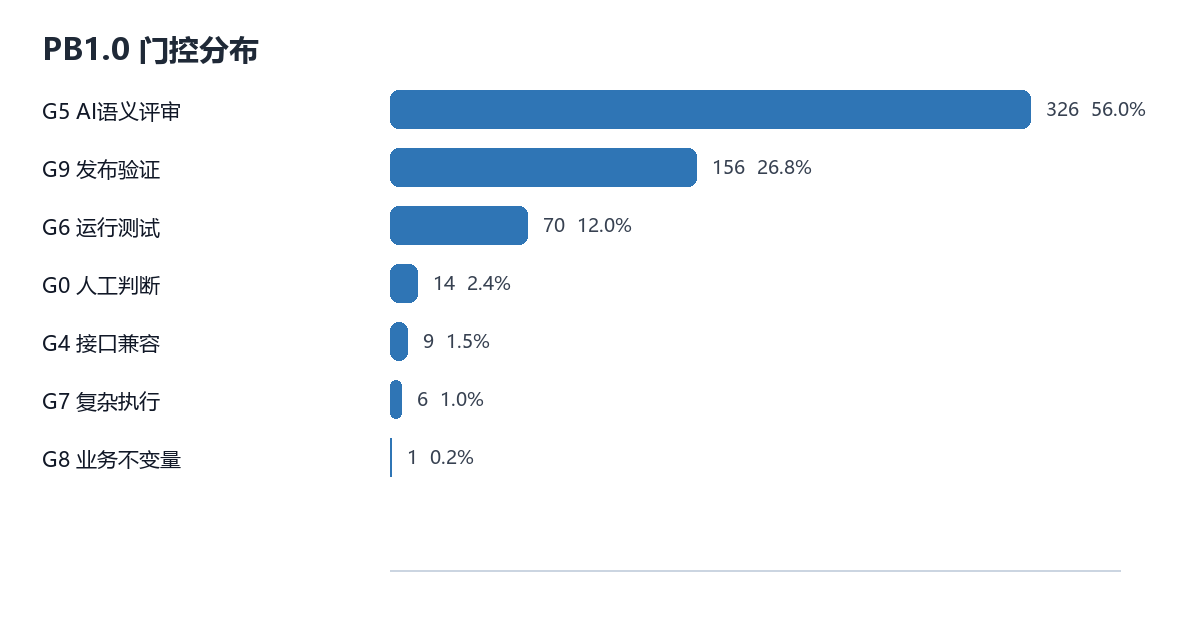 PB1.0 门控分布
G5 AI语义评审 326 56.0%
G9 发布验证 156 26.8%
G6 运行测试 70 12.0%
G0 人工判断 14 2.4%
G4 接口兼容 9 1.5%
G7 复杂执行 6 1.0%
G8 业务不变量 1 0.2%